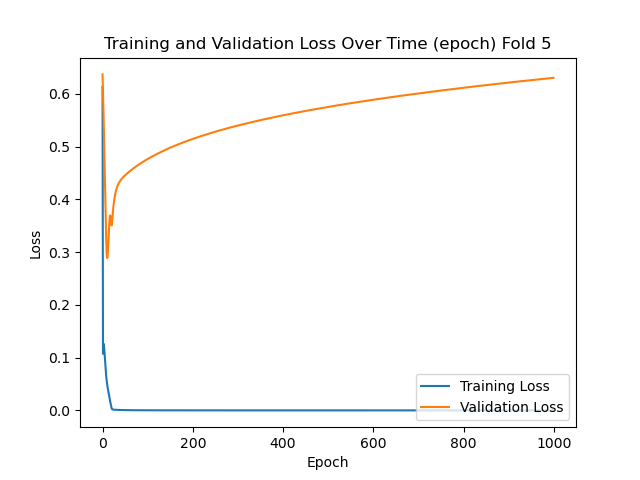 Training and Validation Loss Over Time (epoch) Fold 5
Loss
0.6
0.5
0.4
0.3
0.2
0.1
0.0
Training Loss
Validation Loss
0 200 400 600 800 1000
Epoch